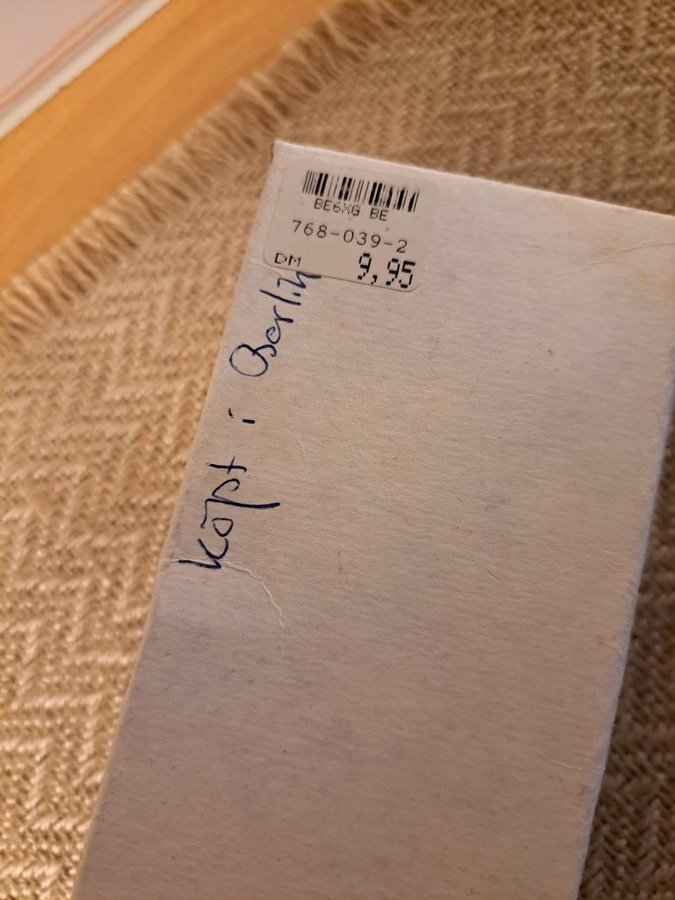 BE6XG BE
768-039-2
DM 9,95
köpt i Berlin